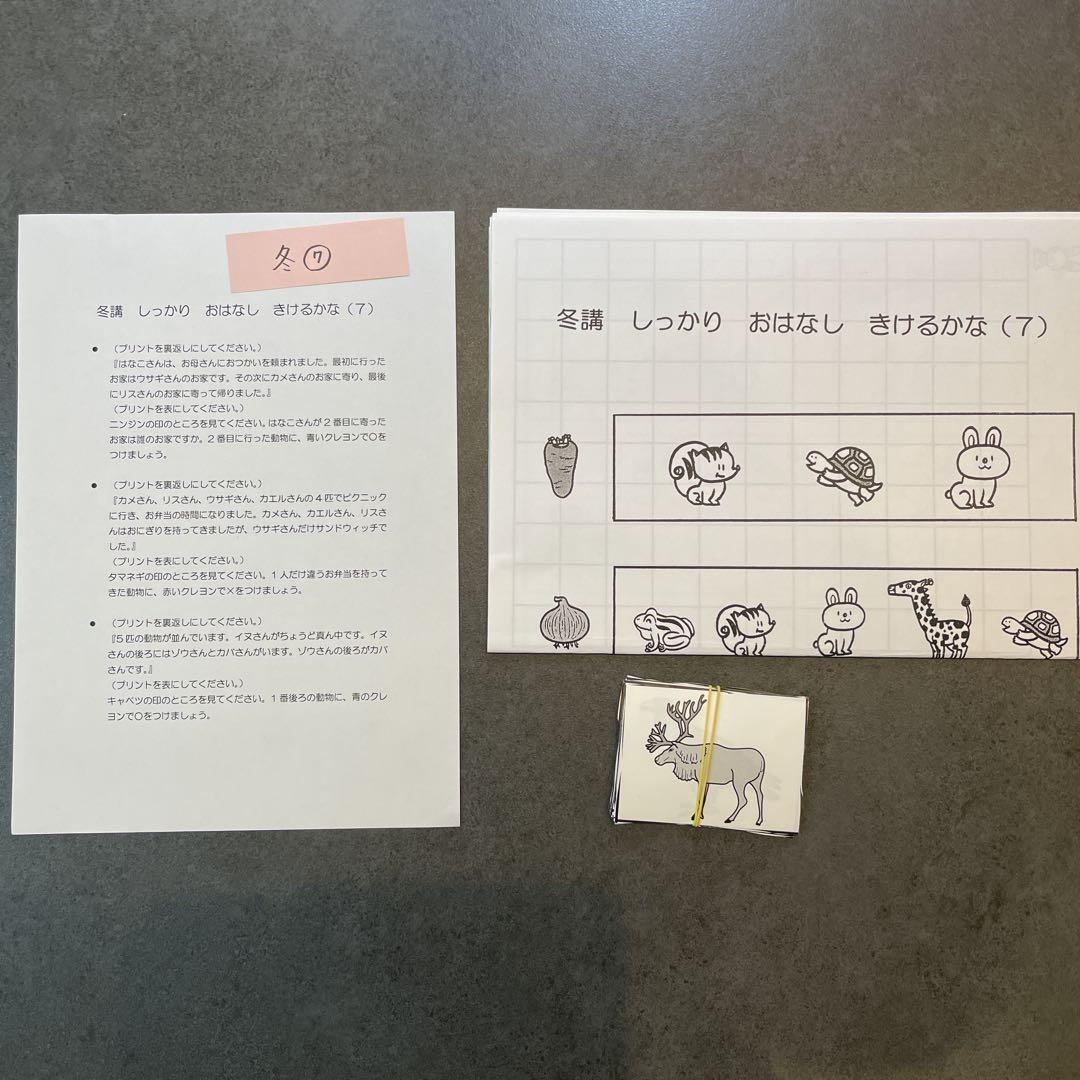 冬⑦
冬講　しっかり　おはなし　きけるかな（７）
● （プリントを裏返しにしてください。）
『はなこさんは、お母さんにおつかいを頼まれました。最初に行った
お家はウサギさんのお家です。その次にカメさんのお家に寄り、最後
にリスさんのお家に寄って帰りました。』
（プリントを表にしてください。）
ニンジンの印のところを見てください。はなこさんが２番目に寄った
お家は誰のお家ですか。２番目に行った動物に、青いクレヨンで〇を
つけましょう。
● （プリントを裏返しにしてください。）
『カメさん、リスさん、ウサギさん、カエルさんの４匹でピクニック
に行き、お弁当の時間になりました。カメさん、カエルさん、リスさ
んはおにぎりを持ってきましたが、ウサギさんだけサンドウィッチで
した。』
（プリントを表にしてください。）
タマネギの印のところを見てください。１人だけ違うお弁当を持って
きた動物に、赤いクレヨンで×をつけましょう。
● （プリントを裏返しにしてください。）
『５匹の動物が並んでいます。イヌさんがちょうど真ん中です。イヌ
さんの後ろにはゾウさんとカバさんがいます。ゾウさんの後ろがカバ
さんです。』
（プリントを表にしてください。）
キャベツの印のところを見てください。１番後ろの動物に、青のクレ
ヨンで〇をつけましょう。
冬講　しっかり　おはなし　きけるかな（７）